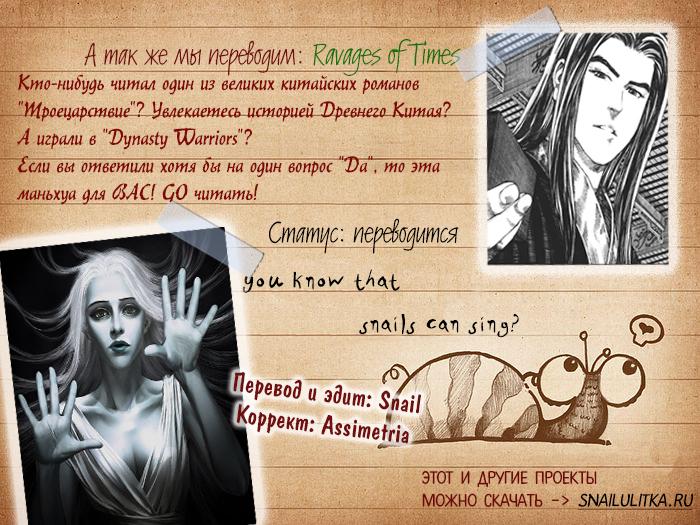 А так же мы переводим: Ravages of Times
Кто-нибудь читал один из великих китайских романов
"Троецарствие"? Увлекаетесь историей Древнего Китая?
А играли в "Dynasty Warriors"?
Если вы ответили хотя бы на один вопрос "Да", то эта
маньхуа для ВАС! GO читать!
Статус: переводится
you know that
snails can sing?
Перевод и эдит: Snail
Коррект: Assimetria
ЭТОТ И ДРУГИЕ ПРОЕКТЫ
МОЖНО СКАЧАТЬ -> SNAILULITKA.RU